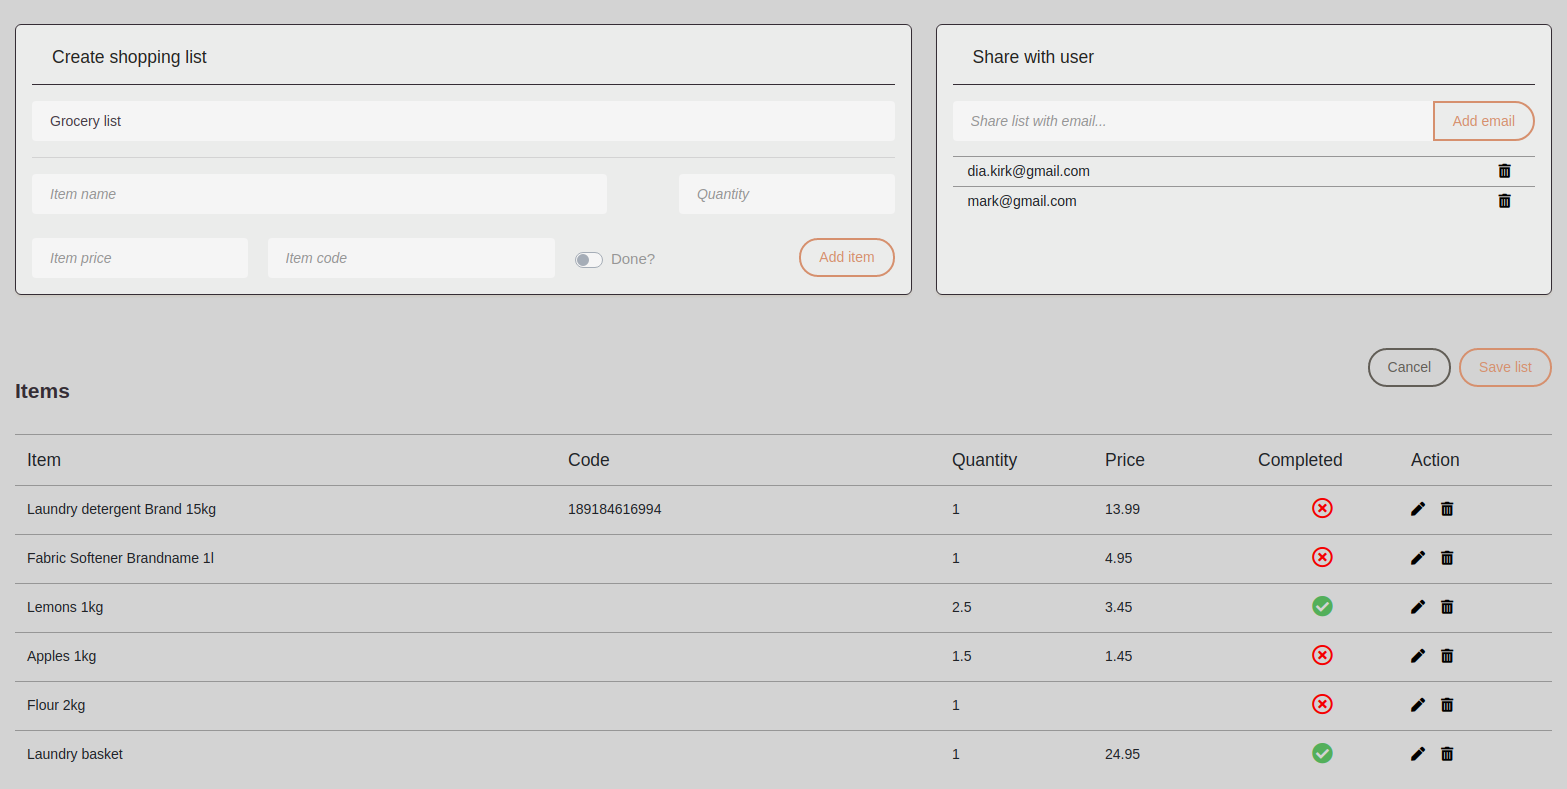 Create shopping list
Grocery list
Item name
Quantity
Item price
Item code
Done?
Add item
Share with user
Share list with email...
Add email
dia.kirk@gmail.com
mark@gmail.com
Cancel
Save list
Items
Item Code Quantity Price Completed Action
Laundry detergent Brand 15kg 189184616994 1 13.99
Fabric Softener Brandname 1l 1 4.95
Lemons 1kg 2.5 3.45
Apples 1kg 1.5 1.45
Flour 2kg 1
Laundry basket 1 24.95